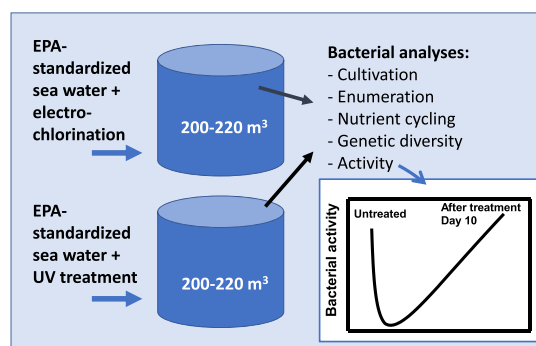 EPA-
standardized
sea water +
electro-
chlorination
200-220 m³
EPA-
standardized
sea water +
UV treatment
200-220 m³
Bacterial analyses:
- Cultivation
- Enumeration
- Nutrient cycling
- Genetic diversity
- Activity
Bacterial activity
Untreated
After treatment
Day 10